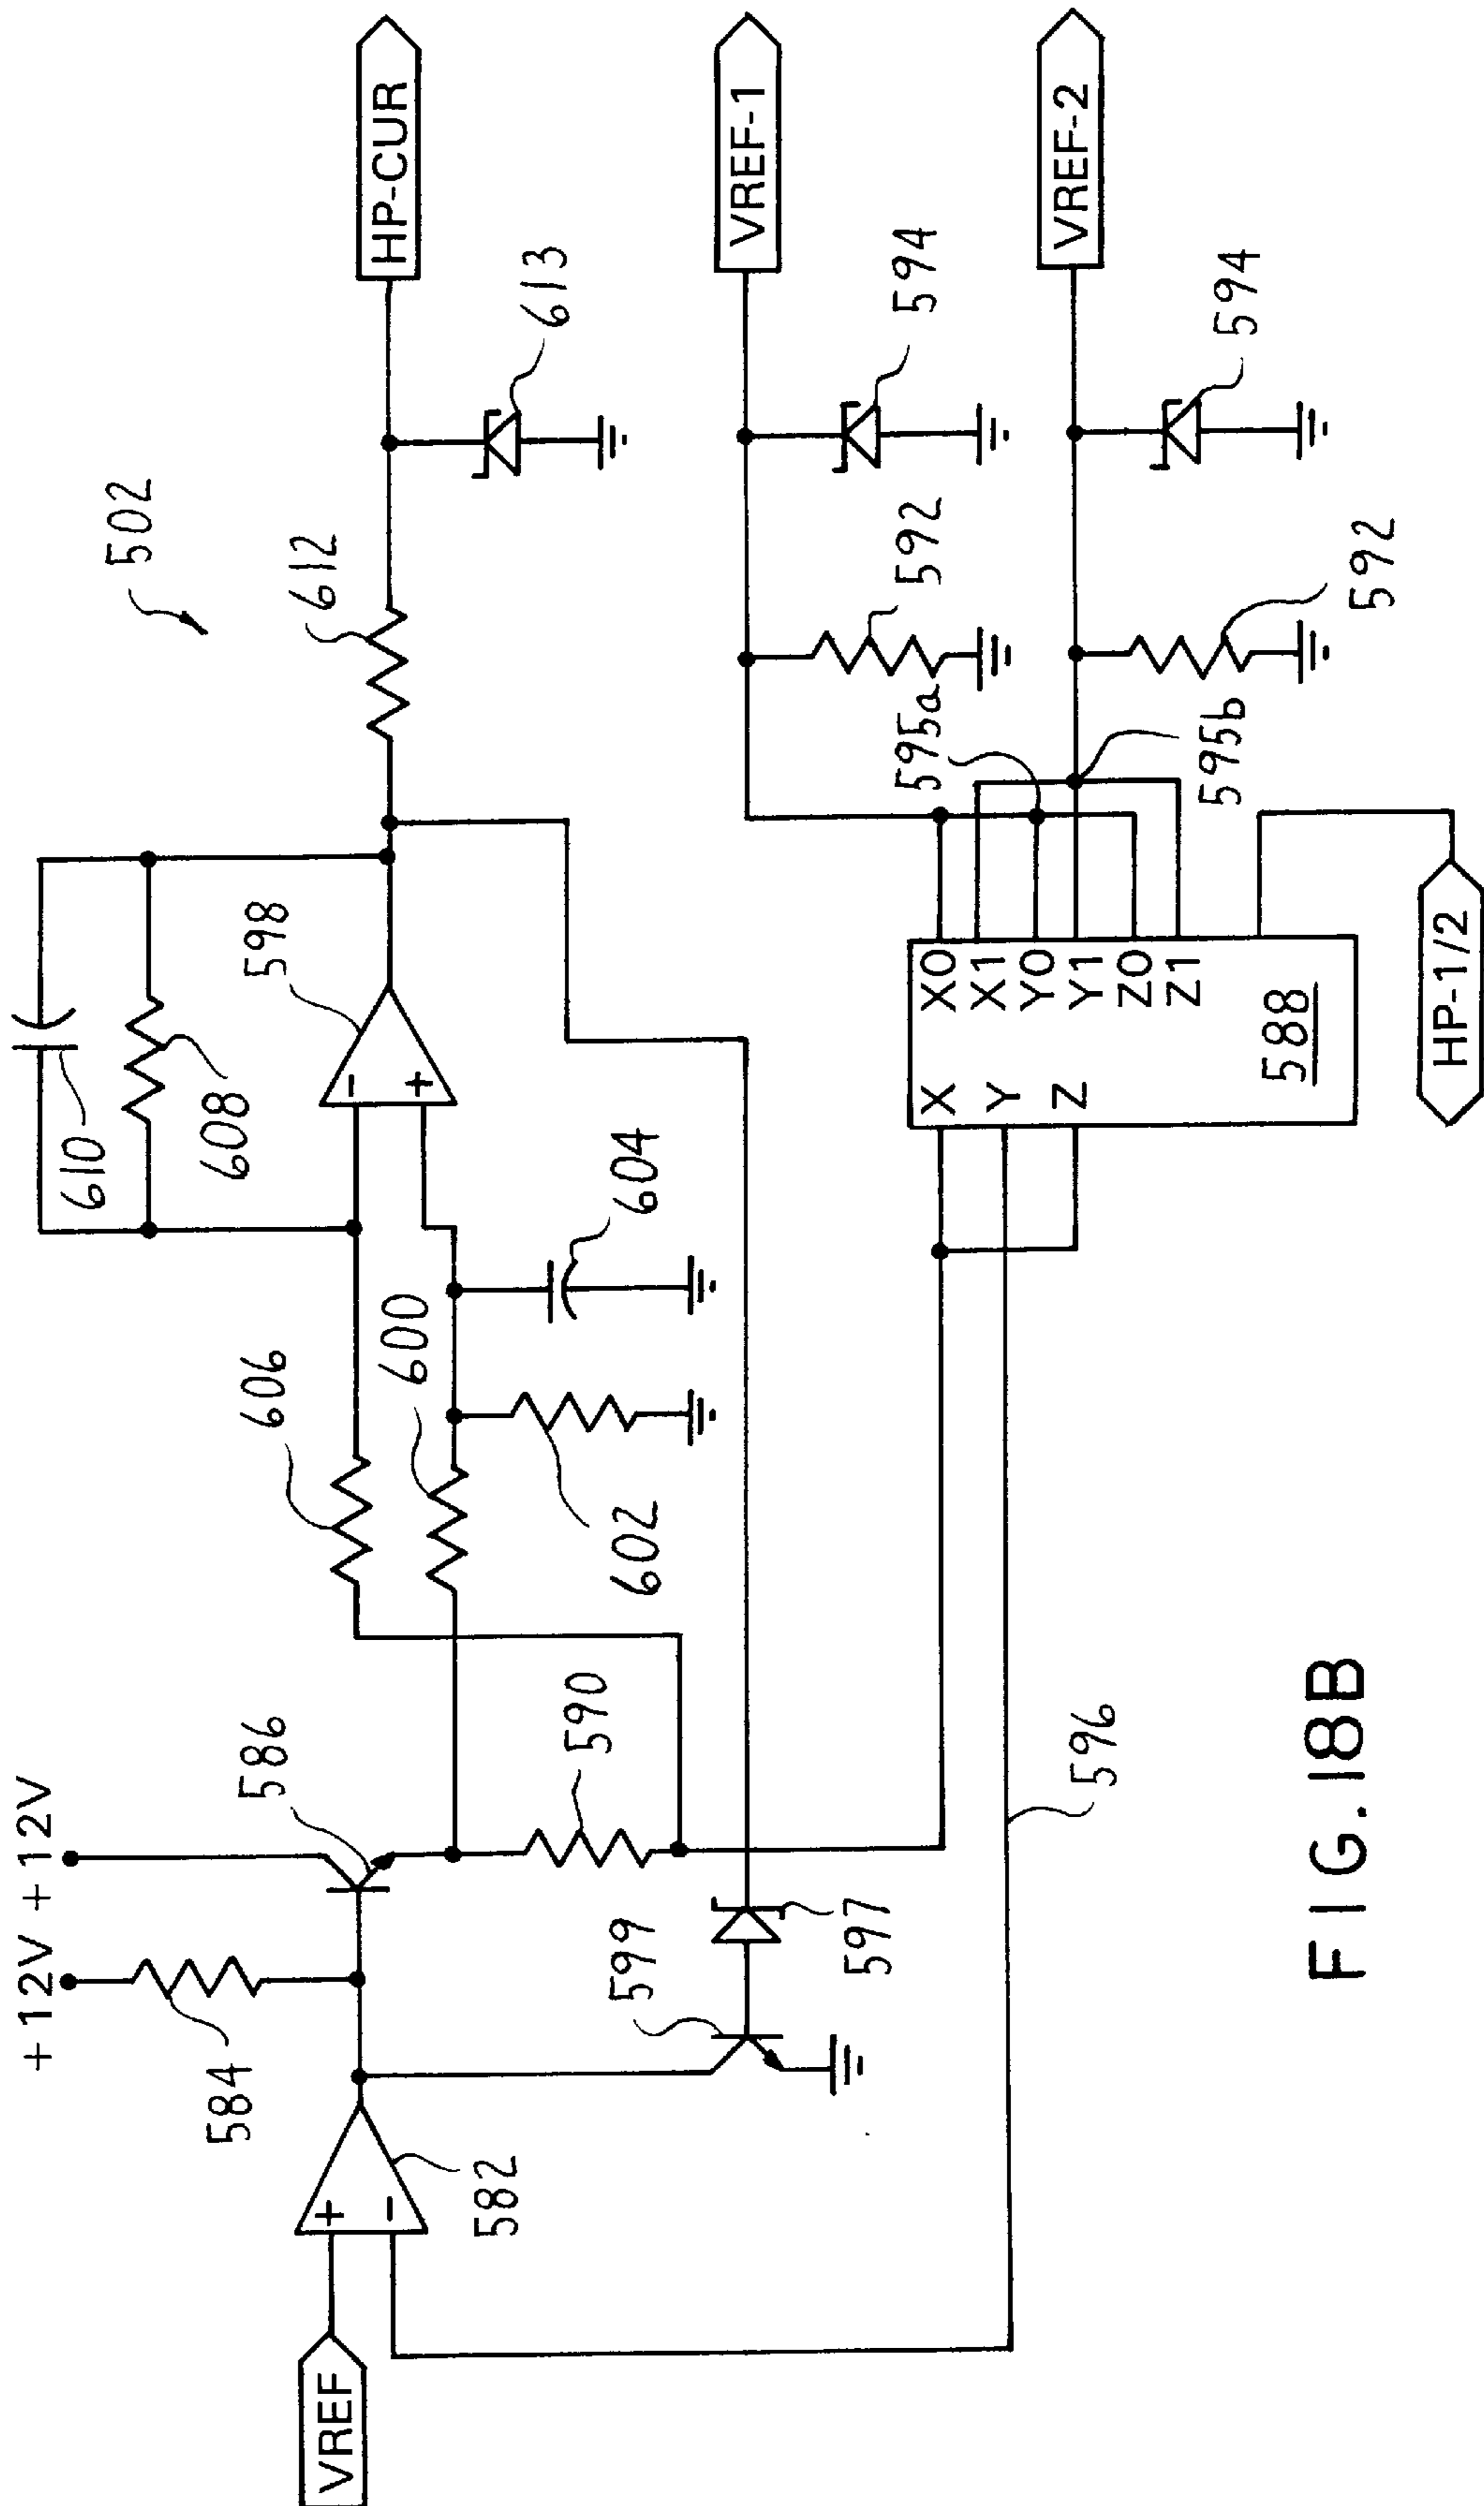 502
+12V +12V
610
608
598
606
586
584
600
612
HP-CUR
VREF
582
604
602
590
613
599
597
VREF-1
592
594
595a
X X0
X1
Y Y0
Y1
Z Z0
Z1
588
596
VREF-2
595b
594
592
HP-1/2
FIG.18B